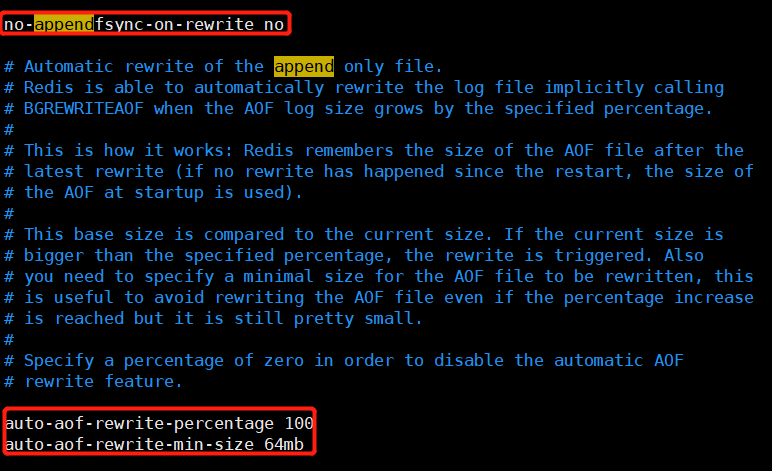 no-appendfsync-on-rewrite no
# Automatic rewrite of the append only file.
# Redis is able to automatically rewrite the log file implicitly calling
# BGREWRITEAOF when the AOF log size grows by the specified percentage.
#
# This is how it works: Redis remembers the size of the AOF file after the
# latest rewrite (if no rewrite has happened since the restart, the size of
# the AOF at startup is used).
#
# This base size is compared to the current size. If the current size is
# bigger than the specified percentage, the rewrite is triggered. Also
# you need to specify a minimal size for the AOF file to be rewritten, this
# is useful to avoid rewriting the AOF file even if the percentage increase
# is reached but it is still pretty small.
#
# Specify a percentage of zero in order to disable the automatic AOF
# rewrite feature.
auto-aof-rewrite-percentage 100
auto-aof-rewrite-min-size 64mb